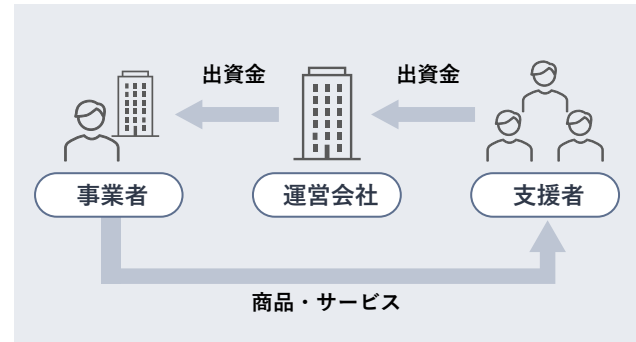 出資金
出資金
事業者
運営会社
支援者
商品・サービス